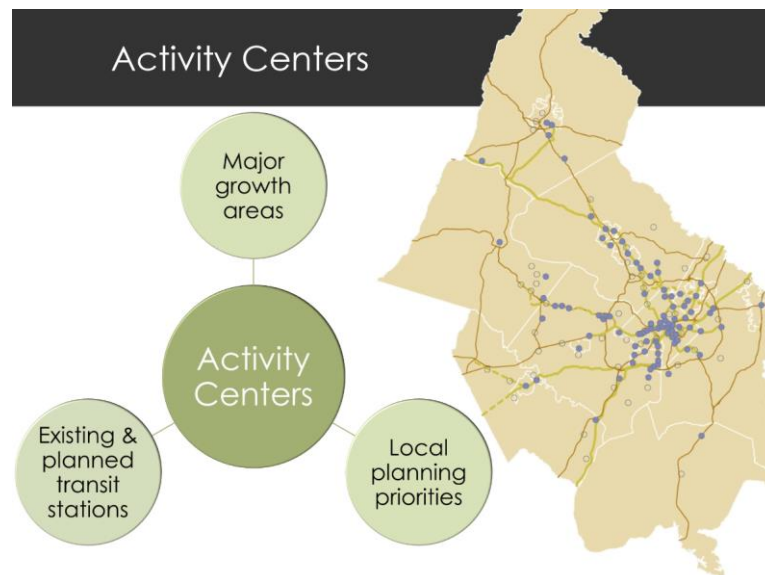 Activity Centers
Major
growth
areas
Activity
Centers
Existing &
planned
transit
stations
Local
planning
priorities